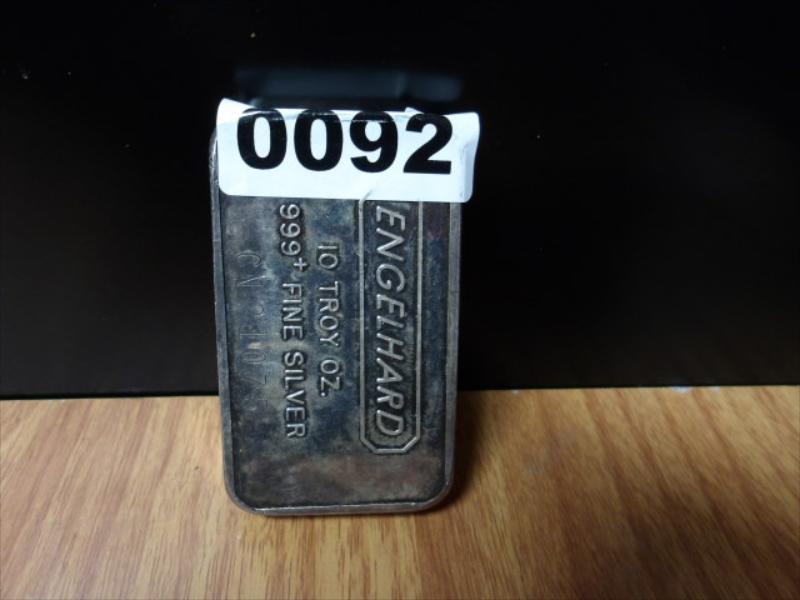 0092
ENGELHARD
10 TROY OZ.
999+ FINE SILVER